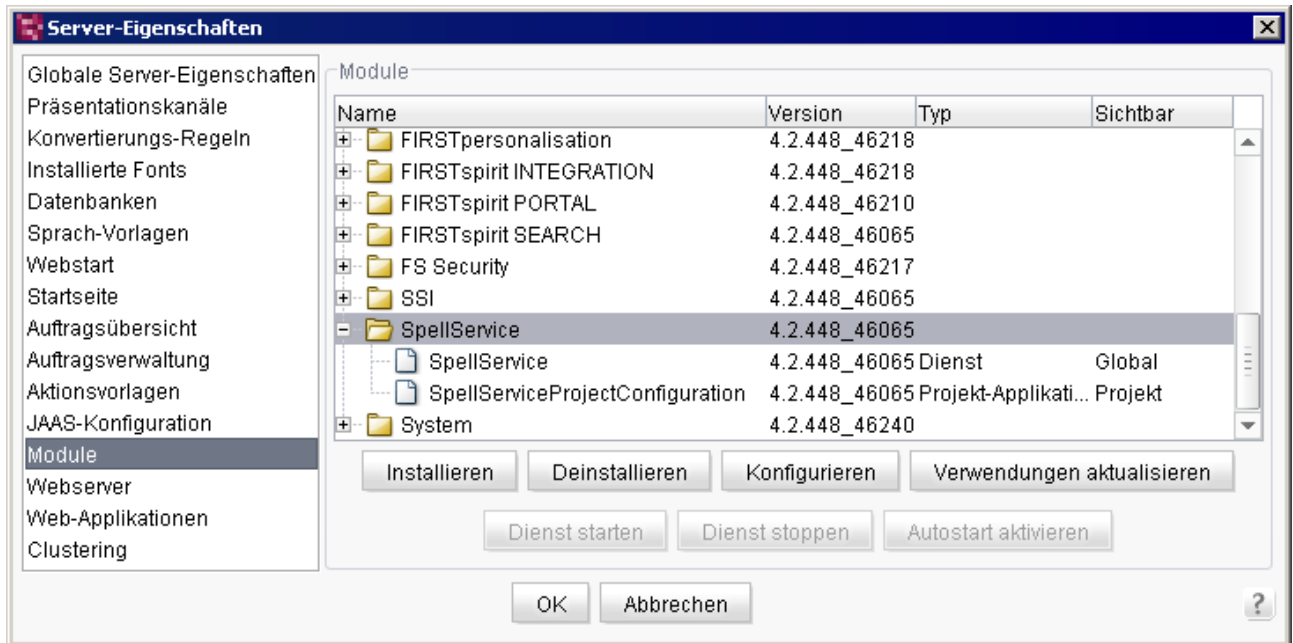 Server-Eigenschaften
Globale Server-Eigenschaften
Präsentationskanäle
Konvertierungs-Regeln
Installierte Fonts
Datenbanken
Sprach-Vorlagen
Webstart
Startseite
Auftragsübersicht
Auftragsverwaltung
Aktionsvorlagen
JAAS-Konfiguration
Module
Webserver
Web-Applikationen
Clustering
Module
Name Version Typ Sichtbar
FIRSTpersonalisation 4.2.448_46218
FIRSTspirit INTEGRATION 4.2.448_46218
FIRSTspirit PORTAL 4.2.448_46210
FIRSTspirit SEARCH 4.2.448_46065
FS Security 4.2.448_46217
SSI 4.2.448_46065
SpellService 4.2.448_46065
SpellService 4.2.448_46065 Dienst Global
SpellServiceProjectConfiguration 4.2.448_46065 Projekt-Applikati... Projekt
System 4.2.448_46240
Installieren Deinstallieren Konfigurieren Verwendungen aktualisieren
Dienst starten Dienst stoppen Autostart aktivieren
OK Abbrechen ?